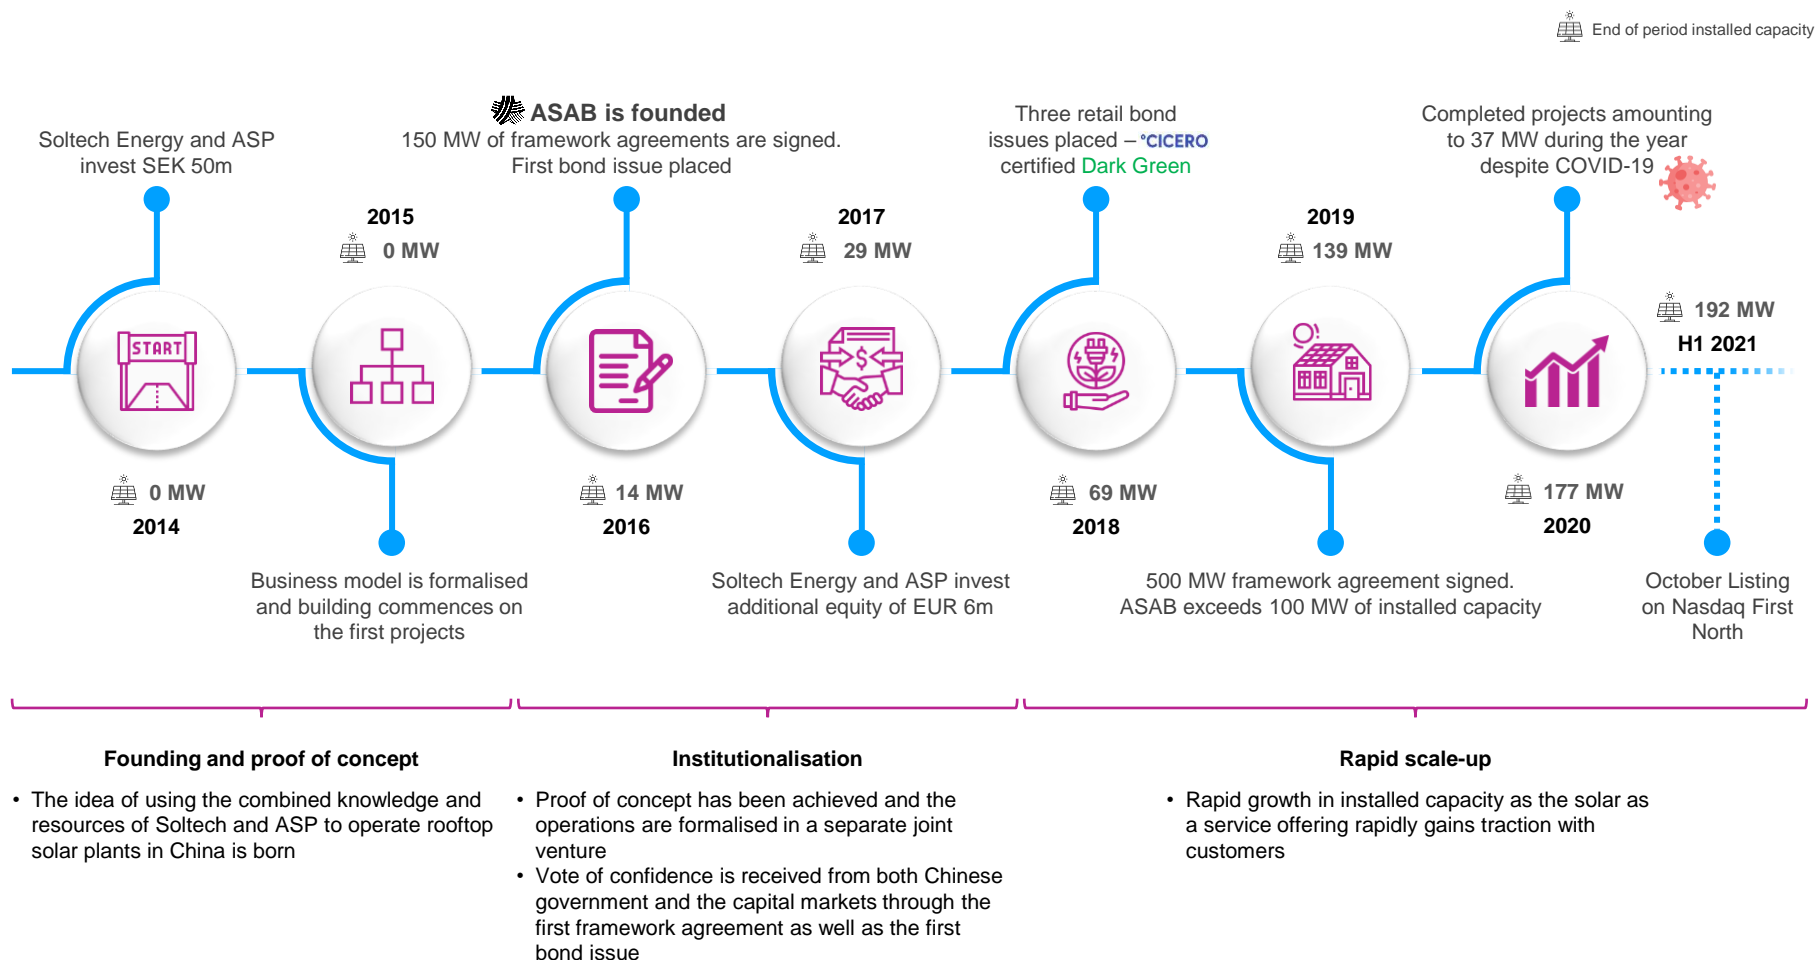 End of period installed capacity
Soltech Energy and ASP
invest SEK 50m
2015
0 MW
ASAB is founded
150 MW of framework agreements are signed.
First bond issue placed
2017
29 MW
Three retail bond
issues placed – °CICERO
certified Dark Green
2019
139 MW
Completed projects amounting
to 37 MW during the year
despite COVID-19
192 MW
H1 2021
START
$
0 MW
2014
Business model is formalised
and building commences on
the first projects
14 MW
2016
Soltech Energy and ASP invest
additional equity of EUR 6m
69 MW
2018
500 MW framework agreement signed.
ASAB exceeds 100 MW of installed capacity
177 MW
2020
October Listing
on Nasdaq First
North
Founding and proof of concept
• The idea of using the combined knowledge and
resources of Soltech and ASP to operate rooftop
solar plants in China is born
Institutionalisation
• Proof of concept has been achieved and the
operations are formalised in a separate joint
venture
• Vote of confidence is received from both Chinese
government and the capital markets through the
first framework agreement as well as the first
bond issue
Rapid scale-up
• Rapid growth in installed capacity as the solar as
a service offering rapidly gains traction with
customers